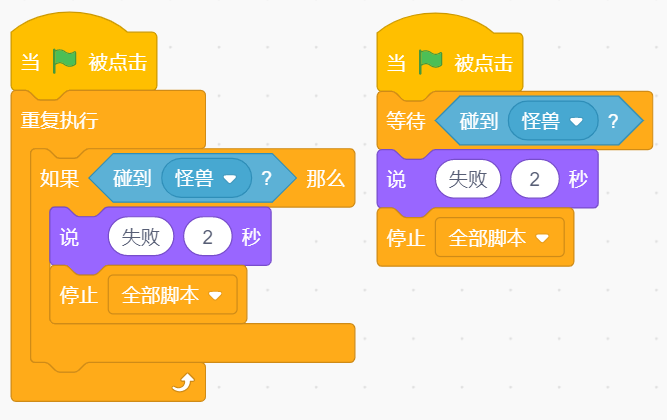 当 被点击
重复执行
如果 碰到 怪兽 ? 那么
说 失败 2 秒
停止 全部脚本
当 被点击
等待 碰到 怪兽 ?
说 失败 2 秒
停止 全部脚本